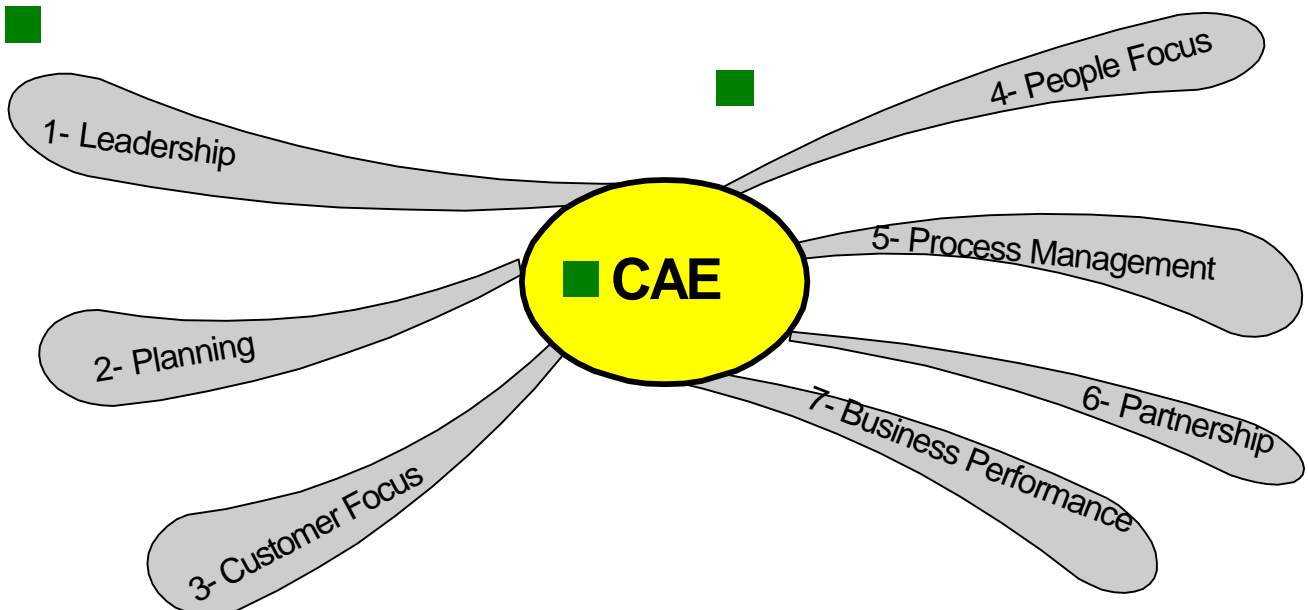 1- Leadership
2- Planning
3- Customer Focus
CAE
4- People Focus
5- Process Management
6- Partnership
7- Business Performance